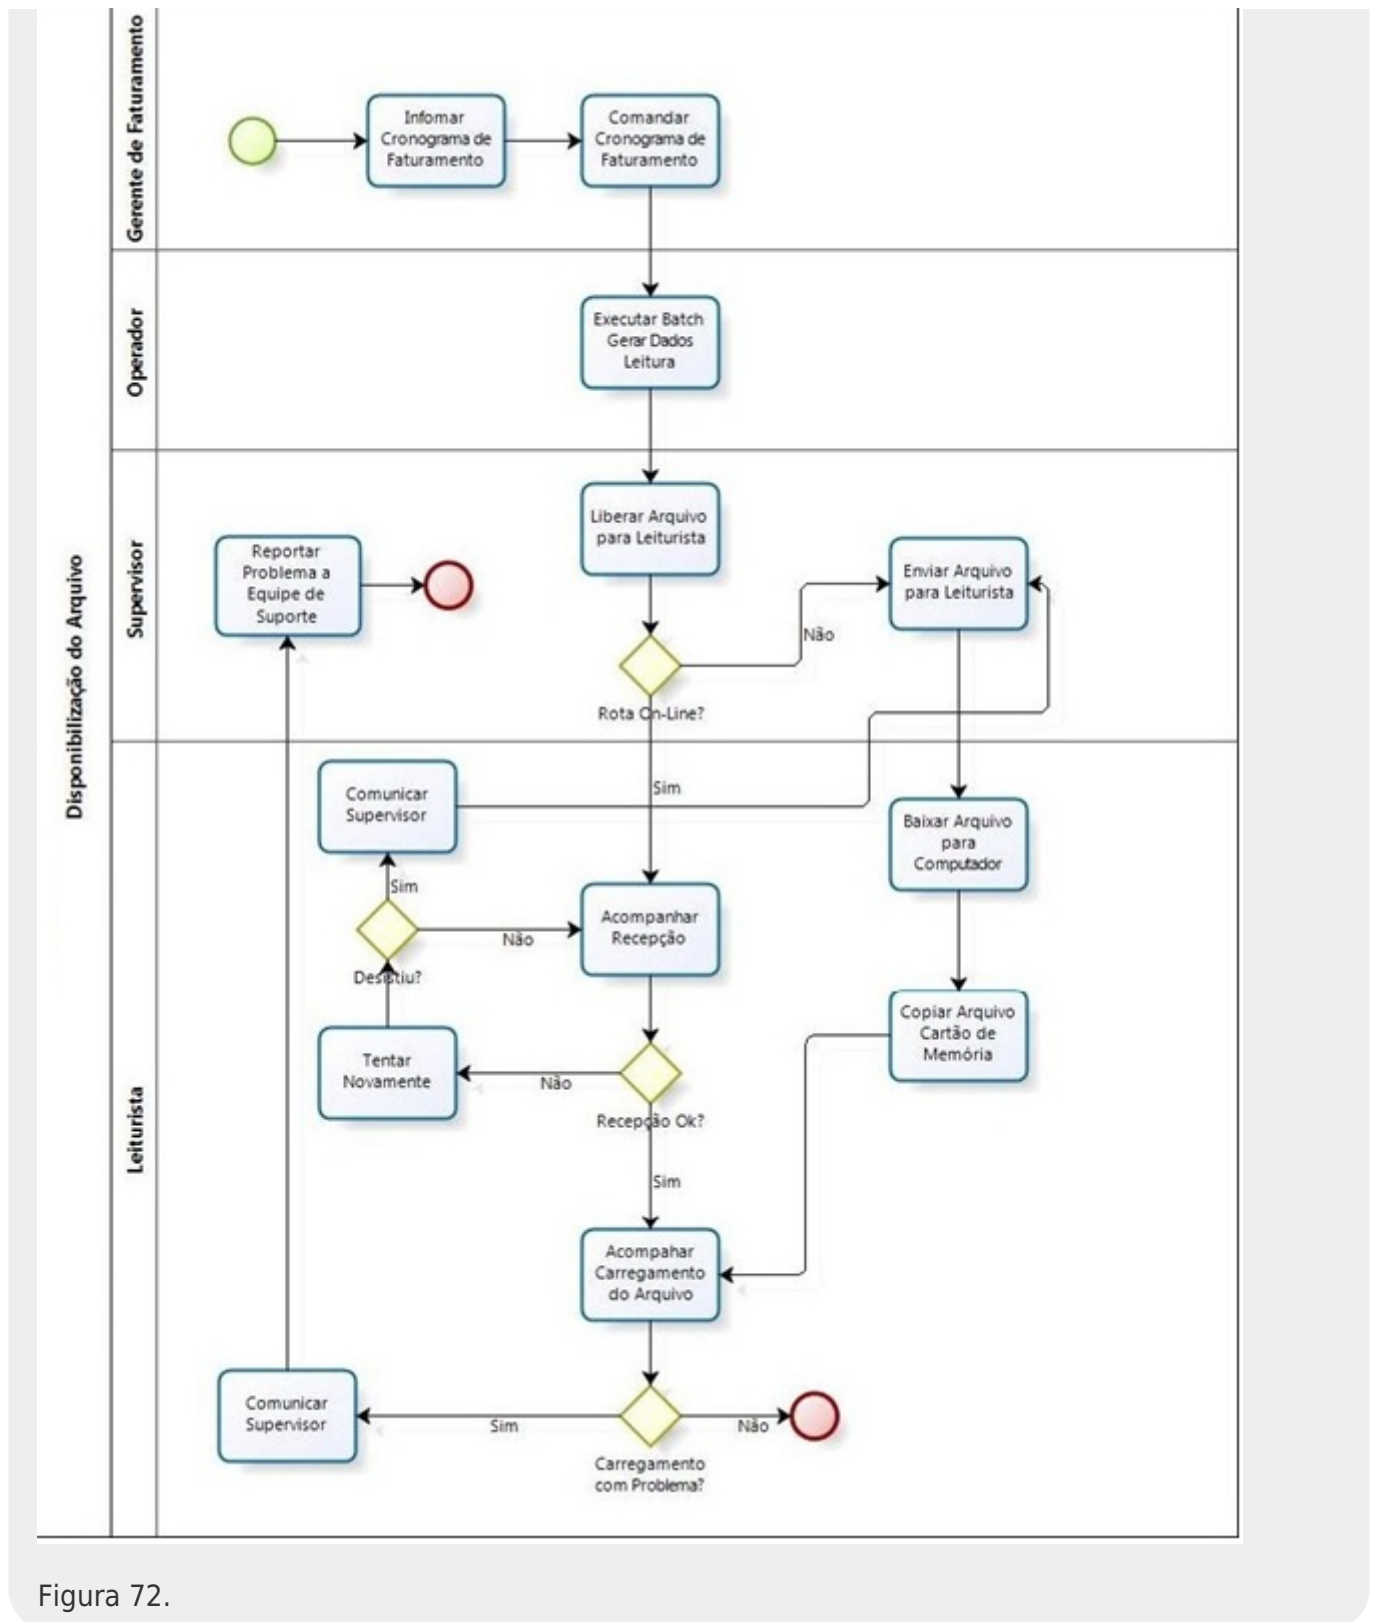 Disponibilização do Arquivo
Gerente de Faturamento
Infomar
Cronograma de
Faturamento
Comandar
Cronograma de
Faturamento
Operador
Executar Batch
Gerar Dados
Leitura
Supervisor
Liberar Arquivo
para Leiturista
Reportar
Problema a
Equipe de
Suporte
Enviar Arquivo
para Leiturista
Não
Rota On-Line?
Leiturista
Sim
Comunicar
Supervisor
Baixar Arquivo
para
Computador
Sim
Acompanhar
Recepção
Não
Desistiu?
Copiar Arquivo
Cartão de
Memória
Tentar
Novamente
Não
Recepção Ok?
Sim
Acompahar
Carregamento
do Arquivo
Comunicar
Supervisor
Sim
Não
Carregamento
com Problema?
Figura 72.